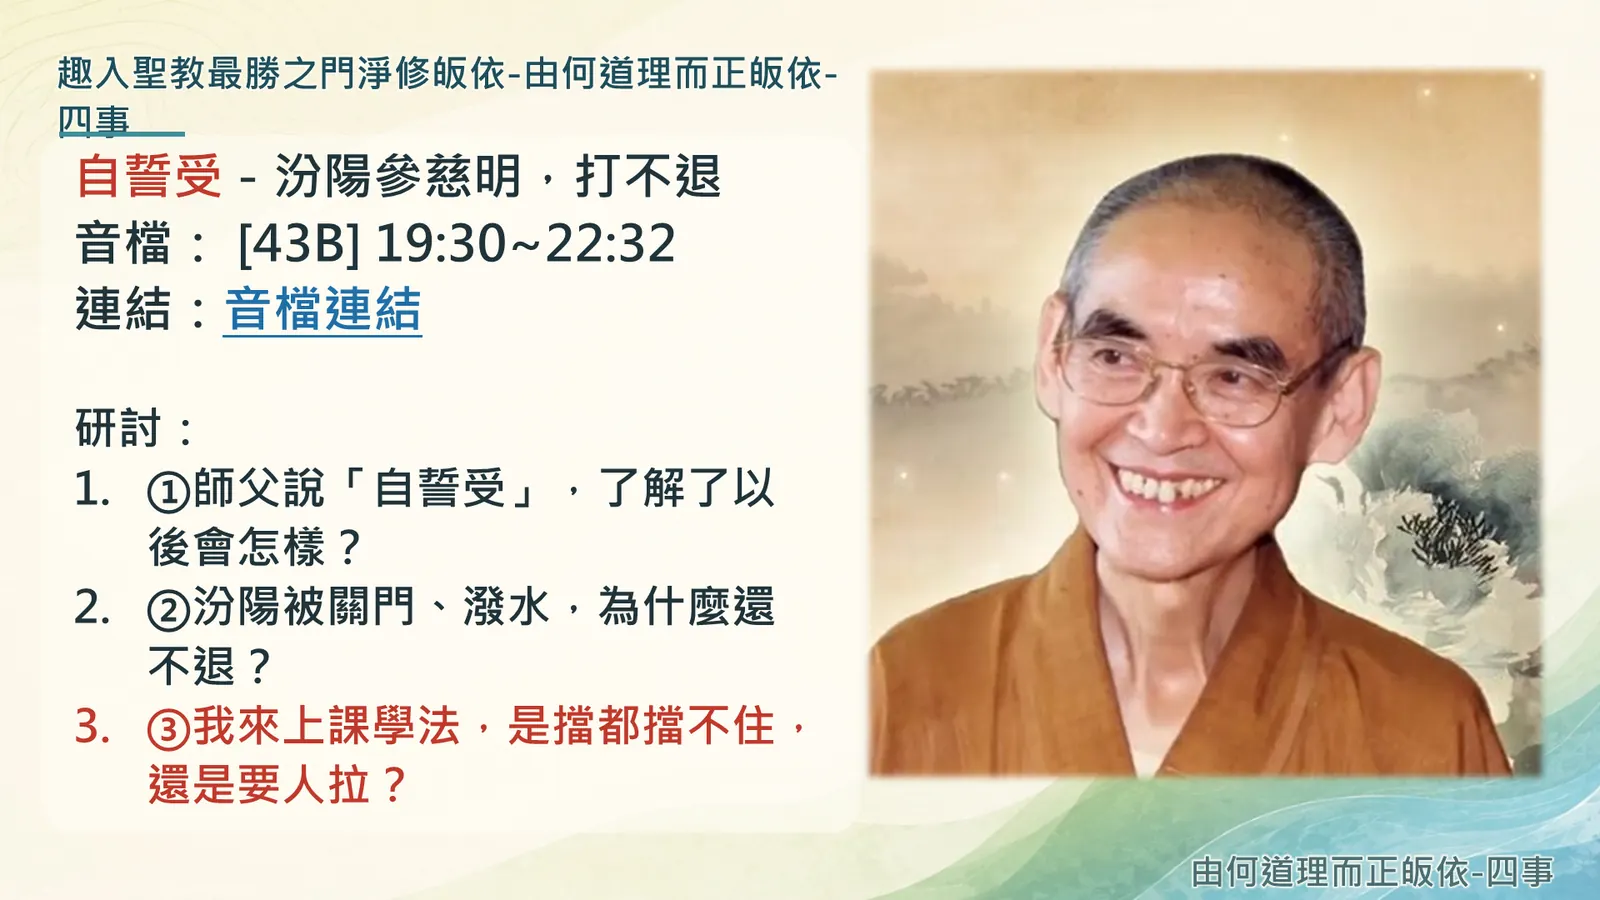 趣入聖教最勝之門淨修皈依-由何道理而正皈依-
四事
自誓受 - 汾陽參慈明，打不退
音檔： [43B] 19:30~22:32
連結：音檔連結
研討：
1. ①師父說「自誓受」，了解了以
後會怎樣？
2. ②汾陽被關門、潑水，為什麼還
不退？
3. ③我來上課學法，是擋都擋不住，
還是要人拉？
由何道理而正皈依-四事